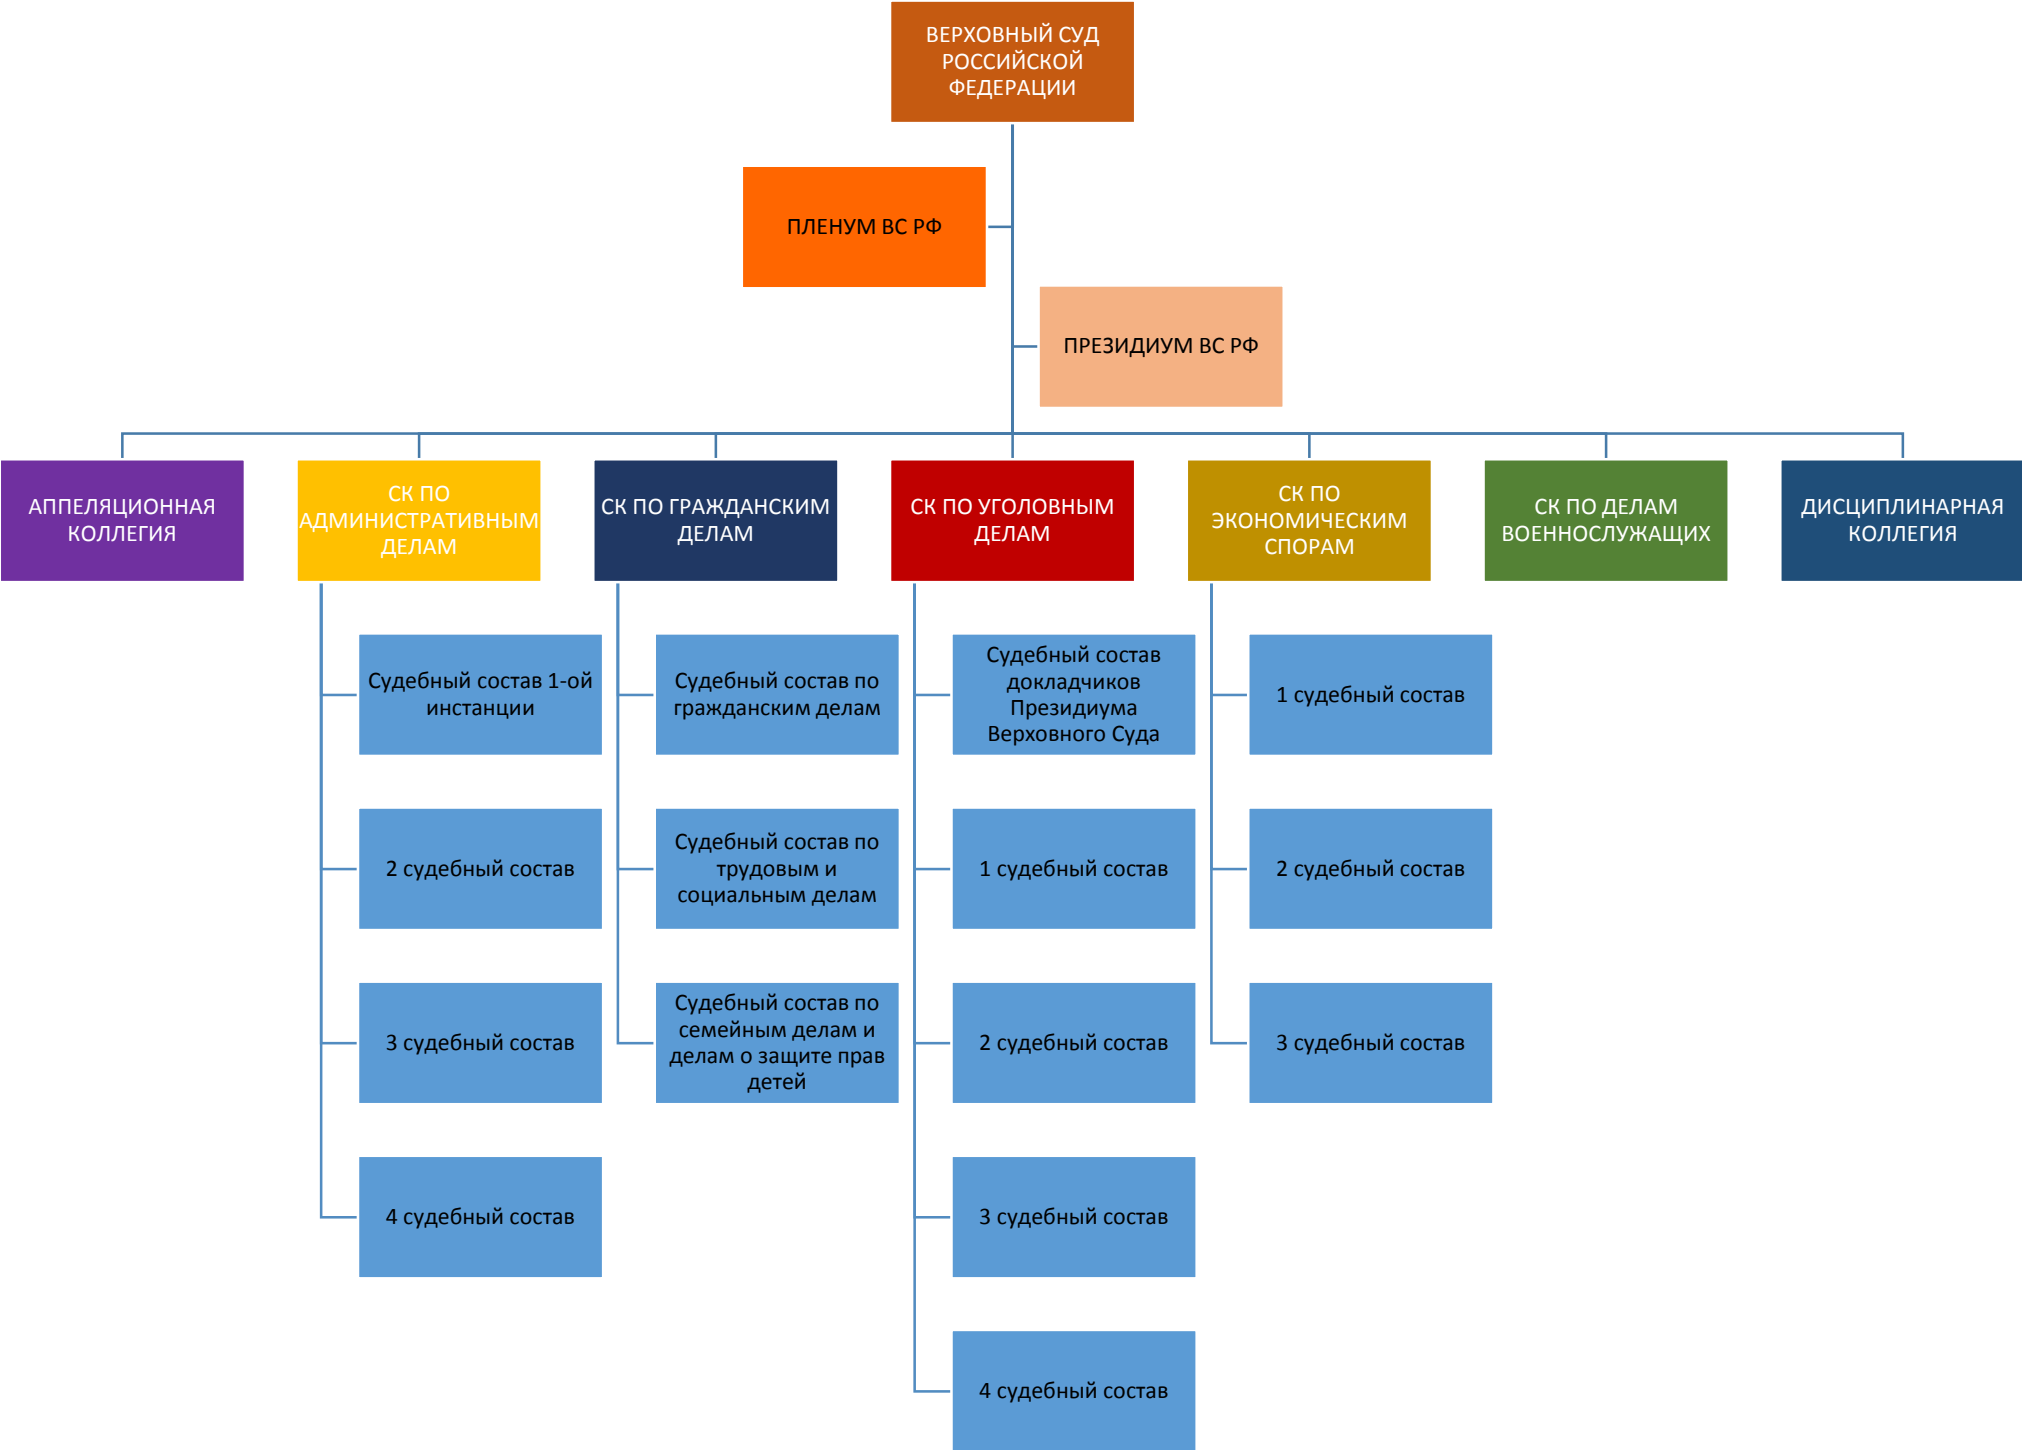 ВЕРХОВНЫЙ СУД
РОССИЙСКОЙ
ФЕДЕРАЦИИ
ПЛЕНУМ ВС РФ
ПРЕЗИДИУМ ВС РФ
АППЕЛЯЦИОННАЯ
КОЛЛЕГИЯ
СК ПО
АДМИНИСТРАТИВНЫМ
ДЕЛАМ
СК ПО ГРАЖДАНСКИМ
ДЕЛАМ
СК ПО УГОЛОВНЫМ
ДЕЛАМ
СК ПО
ЭКОНОМИЧЕСКИМ
СПОРАМ
СК ПО ДЕЛАМ
ВОЕННОСЛУЖАЩИХ
ДИСЦИПЛИНАРНАЯ
КОЛЛЕГИЯ
Судебный состав 1-ой
инстанции
2 судебный состав
3 судебный состав
4 судебный состав
Судебный состав по
гражданским делам
Судебный состав по
трудовым и
социальным делам
Судебный состав по
семейным делам и
делам о защите прав
детей
Судебный состав
докладчиков
Президиума
Верховного Суда
1 судебный состав
2 судебный состав
3 судебный состав
4 судебный состав
1 судебный состав
2 судебный состав
3 судебный состав